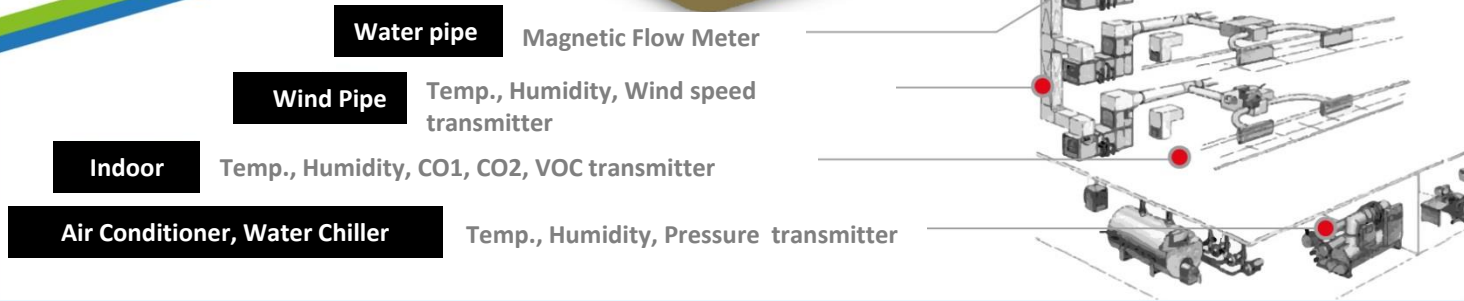 Water pipe Magnetic Flow Meter
Wind Pipe Temp., Humidity, Wind speed
transmitter
Indoor Temp., Humidity, CO1, CO2, VOC transmitter
Air Conditioner, Water Chiller Temp., Humidity, Pressure transmitter